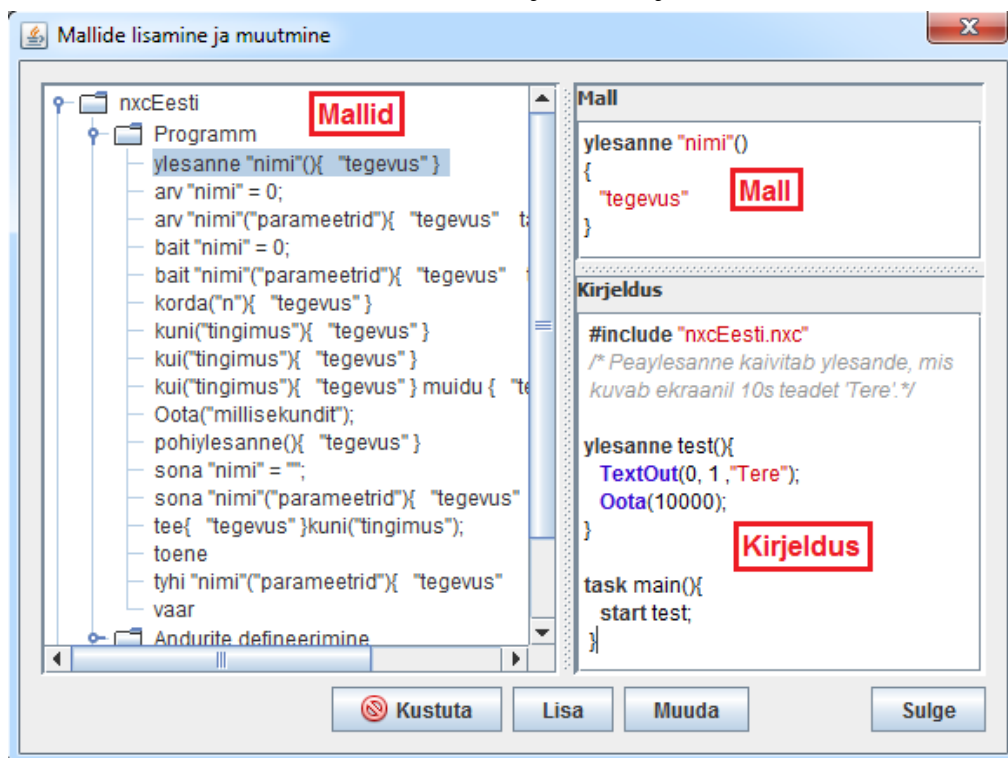 Mallide lisamine ja muutmine
nxcEesti
Mallid
Programm
ylesanne "nimi"(){ "tegevus" }
arv "nimi" = 0;
arv "nimi"("parameetrid"){ "tegevus" ta
bait "nimi" = 0;
bait "nimi"("parameetrid"){ "tegevus"
korda("n"){ "tegevus" }
kuni("tingimus"){ "tegevus" }
kui("tingimus"){ "tegevus" }
kui("tingimus"){ "tegevus" } muidu { "te
Oota("millisekundit");
pohiylesanne(){ "tegevus" }
sona "nimi" = "";
sona "nimi"("parameetrid"){ "tegevus"
tee{ "tegevus" }kuni("tingimus");
toene
tyhi "nimi"("parameetrid"){ "tegevus"
vaar
Andurite defineerimine
Mall
ylesanne "nimi"()
{
"tegevus"
}
Mall
Kirjeldus
#include "nxcEesti.nxc"
/* Peaylesanne kaivitab ylesande, mis
kuvab ekraanil 10s teadet 'Tere'.*/
ylesanne test(){
TextOut(0, 1 ,"Tere");
Oota(10000);
}
Kirjeldus
task main(){
start test;
}
Kustuta
Lisa
Muuda
Sulge